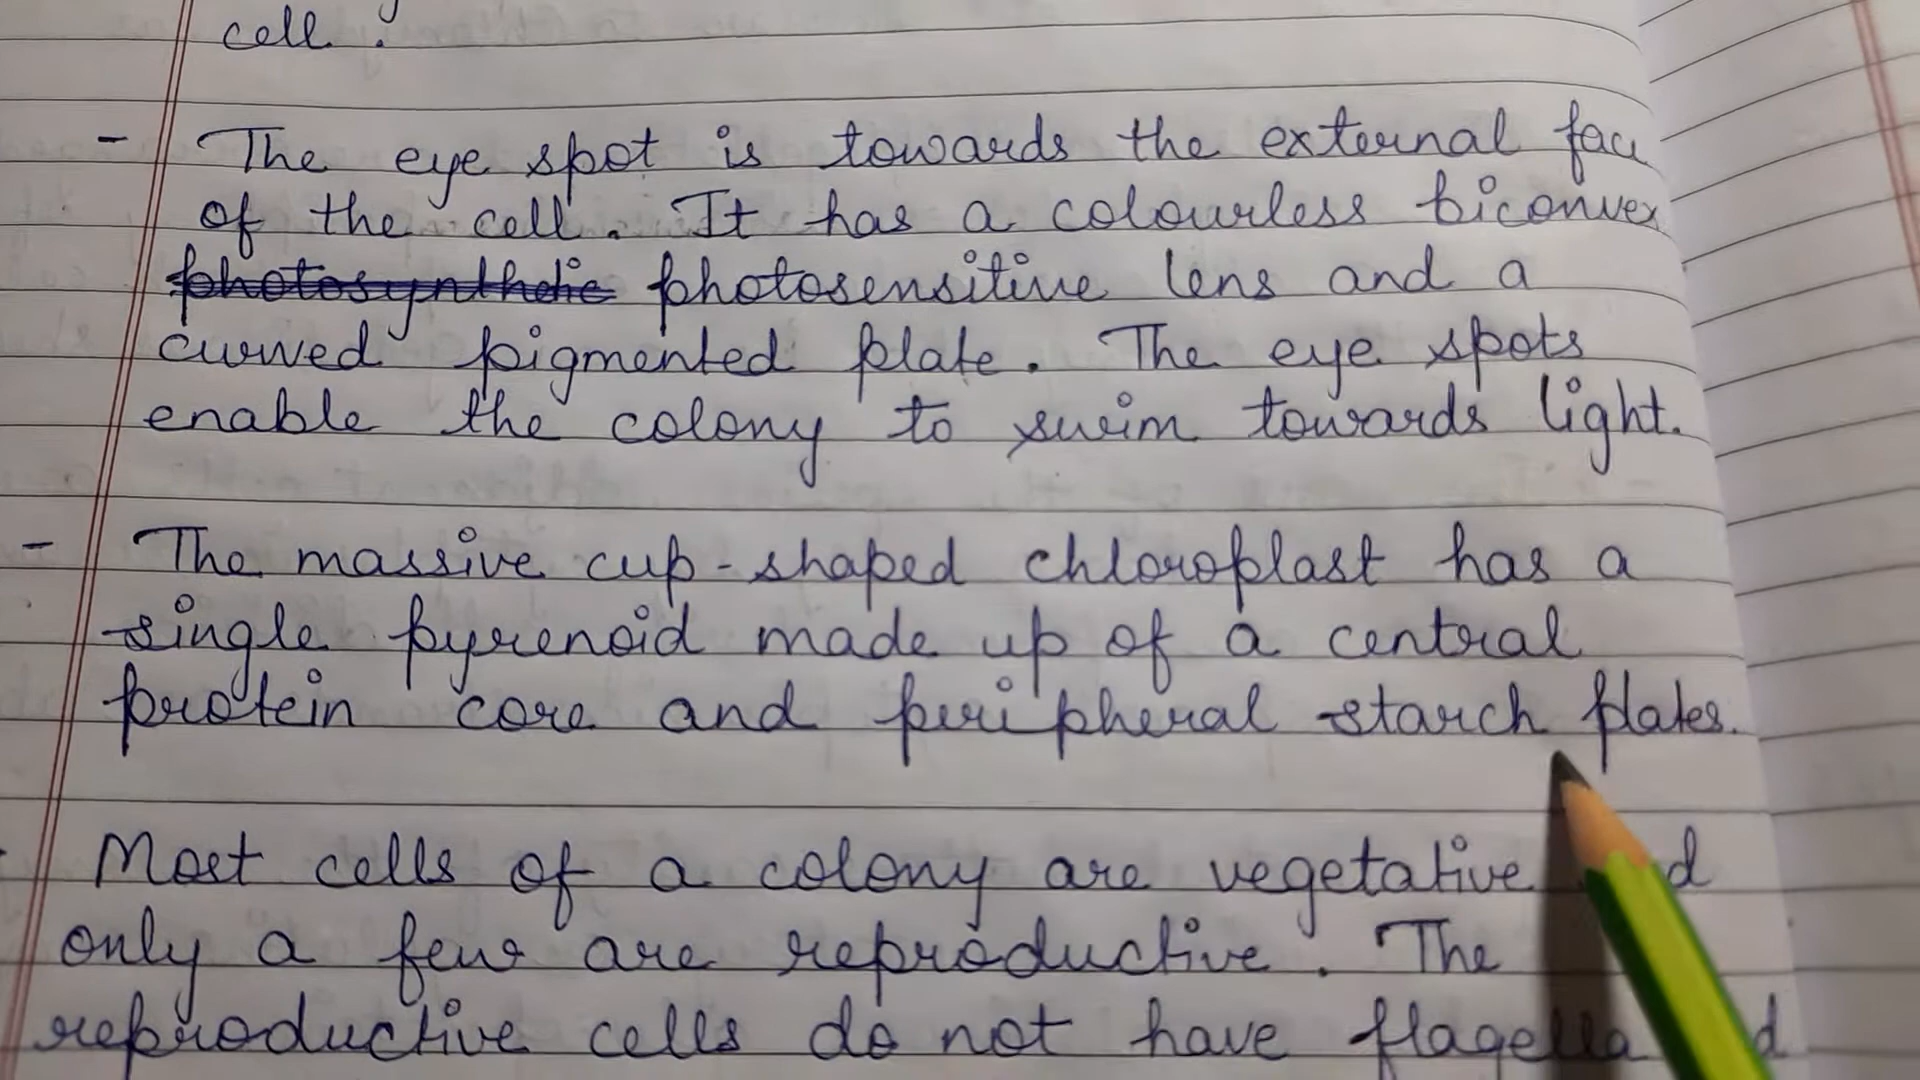 cell.
- The eye spot is towards the external face
of the cell. It has a colourless biconvex
photosynthetic photosensitive lens and a
curved pigmented plate. The eye spots
enable the colony to swim towards light.
- The massive cup-shaped chloroplast has a
single pyrenoid made up of a central
protein core and peripheral starch plates.
Most cells of a colony are vegetative
only a few are reproductive. The
reproductive cells do not have flagella